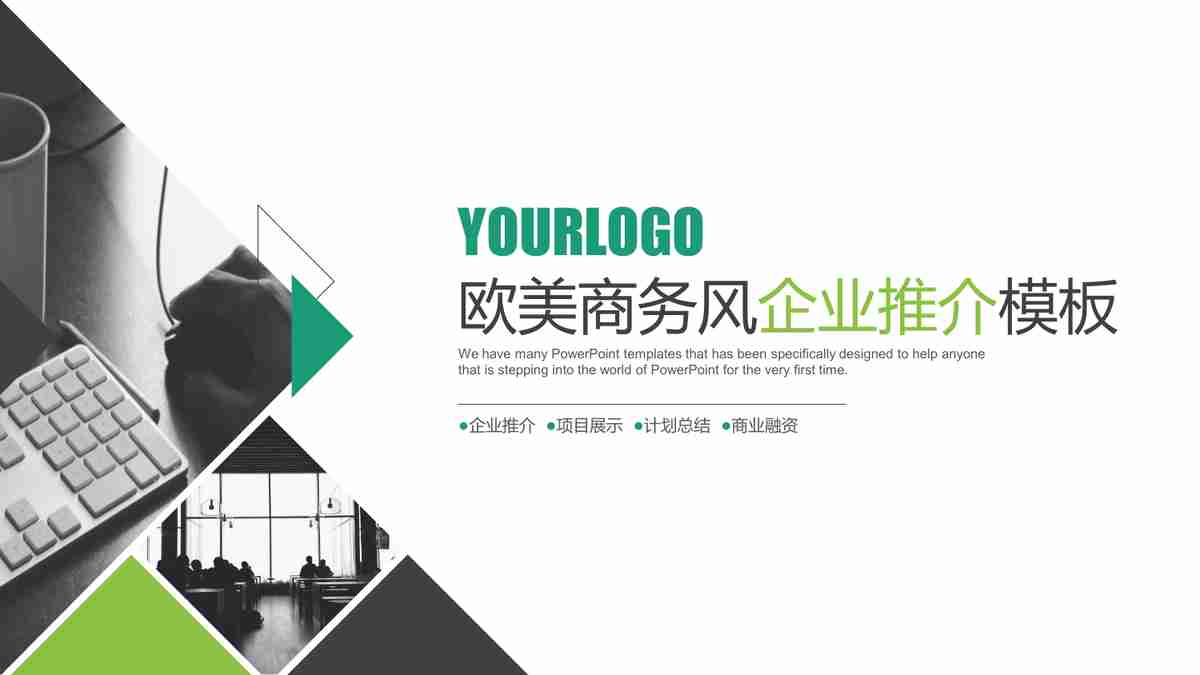 YOURLOGO
欧美商务风企业推介模板
We have many PowerPoint templates that has been specifically designed to help anyone
that is stepping into the world of PowerPoint for the very first time.
●企业推介 ●项目展示 ●计划总结 ●商业融资